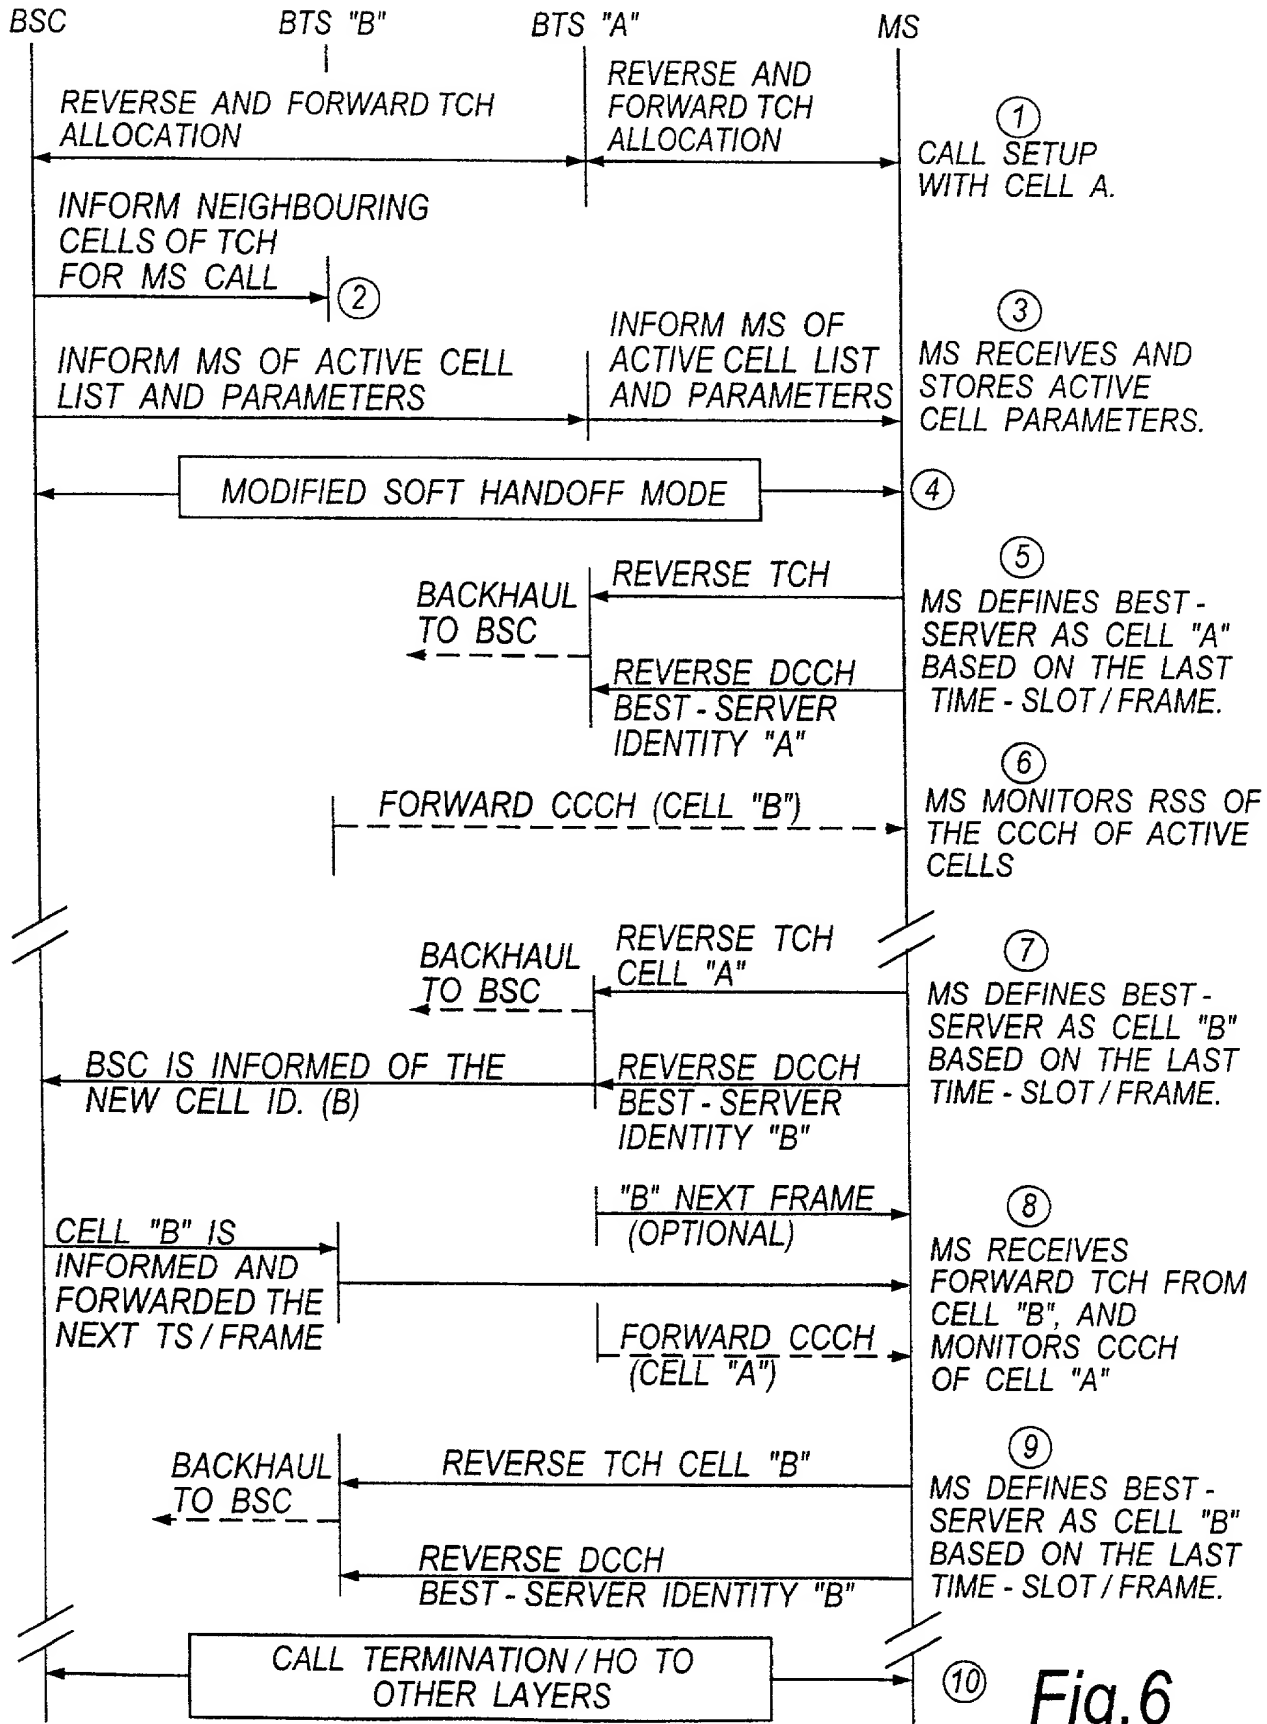 BSC
BTS "B"
BTS "A"
MS
REVERSE AND FORWARD TCH
ALLOCATION
REVERSE AND
FORWARD TCH
ALLOCATION
1
CALL SETUP
WITH CELL A.
INFORM NEIGHBOURING
CELLS OF TCH
FOR MS CALL
2
INFORM MS OF ACTIVE CELL
LIST AND PARAMETERS
INFORM MS OF
ACTIVE CELL LIST
AND PARAMETERS
3
MS RECEIVES AND
STORES ACTIVE
CELL PARAMETERS.
MODIFIED SOFT HANDOFF MODE
4
BACKHAUL
TO BSC
REVERSE TCH
REVERSE DCCH
BEST - SERVER
IDENTITY "A"
5
MS DEFINES BEST -
SERVER AS CELL "A"
BASED ON THE LAST
TIME - SLOT / FRAME.
FORWARD CCCH (CELL "B")
6
MS MONITORS RSS OF
THE CCCH OF ACTIVE
CELLS
BACKHAUL
TO BSC
REVERSE TCH
CELL "A"
BSC IS INFORMED OF THE
NEW CELL ID. (B)
REVERSE DCCH
BEST - SERVER
IDENTITY "B"
7
MS DEFINES BEST -
SERVER AS CELL "B"
BASED ON THE LAST
TIME - SLOT / FRAME.
"B" NEXT FRAME
(OPTIONAL)
CELL "B" IS
INFORMED AND
FORWARDED THE
NEXT TS / FRAME
FORWARD CCCH
(CELL "A")
8
MS RECEIVES
FORWARD TCH FROM
CELL "B", AND
MONITORS CCCH
OF CELL "A"
BACKHAUL
TO BSC
REVERSE TCH CELL "B"
REVERSE DCCH
BEST - SERVER IDENTITY "B"
9
MS DEFINES BEST -
SERVER AS CELL "B"
BASED ON THE LAST
TIME - SLOT / FRAME.
CALL TERMINATION / HO TO
OTHER LAYERS
10
Fig.6